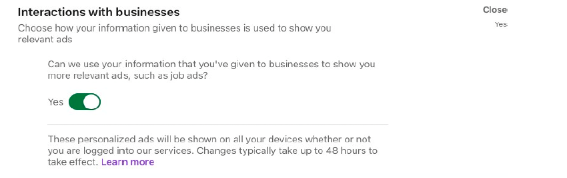 Interactions with businesses
Close
Choose how your information given to businesses is used to show you
relevant ads
Yes
Can we use your information that you've given to businesses to show you
more relevant ads, such as job ads?
Yes
These personalized ads will be shown on all your devices whether or not
you are logged into our services. Changes typically take up to 48 hours to
take effect. Learn more